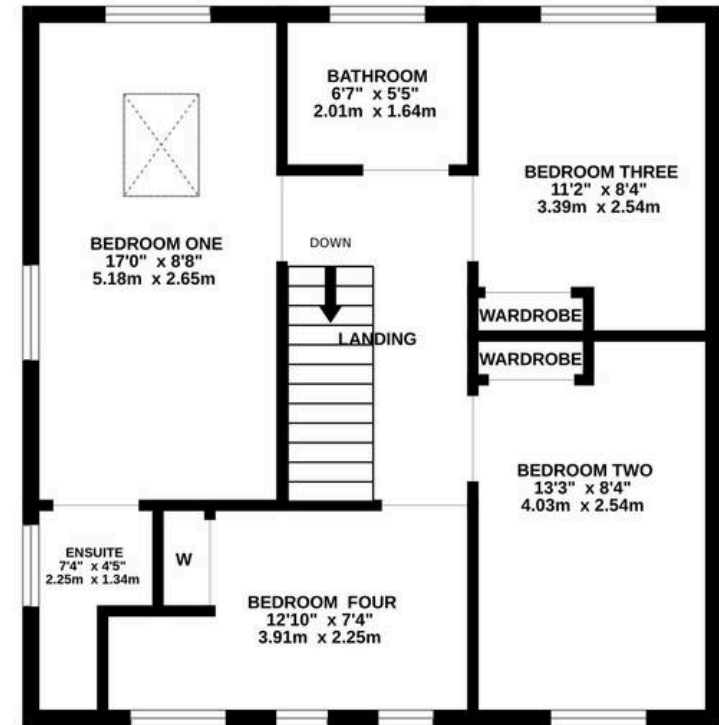 BATHROOM
6'7" x 5'5"
2.01m x 1.64m
BEDROOM THREE
11'2" x 8'4"
3.39m x 2.54m
BEDROOM ONE
17'0" x 8'8"
5.18m x 2.65m
DOWN
LANDING
WARDROBE
WARDROBE
BEDROOM TWO
13'3" x 8'4"
4.03m x 2.54m
ENSUITE
7'4" x 4'5"
2.25m x 1.34m
W
BEDROOM FOUR
12'10" x 7'4"
3.91m x 2.25m